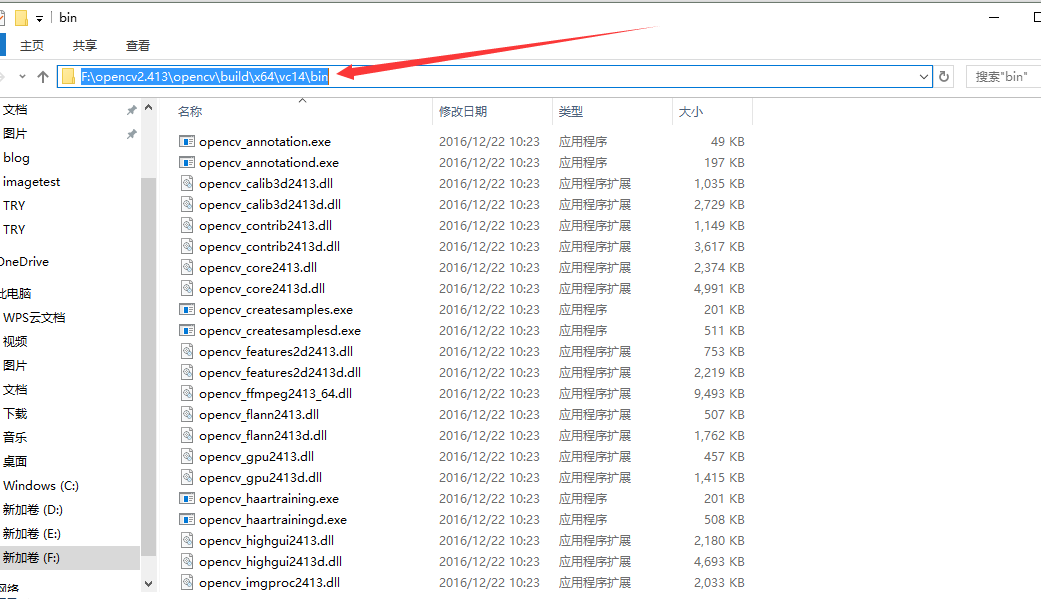 bin
主页 共享 查看
F:\opencv2.413\opencv\build\x64\vc14\bin 搜索"bin"
文档
图片
blog
imagetest
TRY
TRY
OneDrive
此电脑
WPS云文档
视频
图片
文档
下载
音乐
桌面
Windows (C:)
新加卷 (D:)
新加卷 (E:)
新加卷 (F:)
网络
名称 修改日期 类型 大小
opencv_annotation.exe 2016/12/22 10:23 应用程序 49 KB
opencv_annotationd.exe 2016/12/22 10:23 应用程序 197 KB
opencv_calib3d2413.dll 2016/12/22 10:23 应用程序扩展 1,035 KB
opencv_calib3d2413d.dll 2016/12/22 10:23 应用程序扩展 2,729 KB
opencv_contrib2413.dll 2016/12/22 10:23 应用程序扩展 1,149 KB
opencv_contrib2413d.dll 2016/12/22 10:23 应用程序扩展 3,617 KB
opencv_core2413.dll 2016/12/22 10:23 应用程序扩展 2,374 KB
opencv_core2413d.dll 2016/12/22 10:23 应用程序扩展 4,991 KB
opencv_createsamples.exe 2016/12/22 10:23 应用程序 201 KB
opencv_createsamplesd.exe 2016/12/22 10:23 应用程序 511 KB
opencv_features2d2413.dll 2016/12/22 10:23 应用程序扩展 753 KB
opencv_features2d2413d.dll 2016/12/22 10:23 应用程序扩展 2,219 KB
opencv_ffmpeg2413_64.dll 2016/12/22 10:23 应用程序扩展 9,493 KB
opencv_flann2413.dll 2016/12/22 10:23 应用程序扩展 507 KB
opencv_flann2413d.dll 2016/12/22 10:23 应用程序扩展 1,762 KB
opencv_gpu2413.dll 2016/12/22 10:23 应用程序扩展 457 KB
opencv_gpu2413d.dll 2016/12/22 10:23 应用程序扩展 1,415 KB
opencv_haartraining.exe 2016/12/22 10:23 应用程序 201 KB
opencv_haartrainingd.exe 2016/12/22 10:23 应用程序 508 KB
opencv_highgui2413.dll 2016/12/22 10:23 应用程序扩展 2,180 KB
opencv_highgui2413d.dll 2016/12/22 10:23 应用程序扩展 4,693 KB
opencv_imgproc2413.dll 2016/12/22 10:23 应用程序扩展 2,033 KB